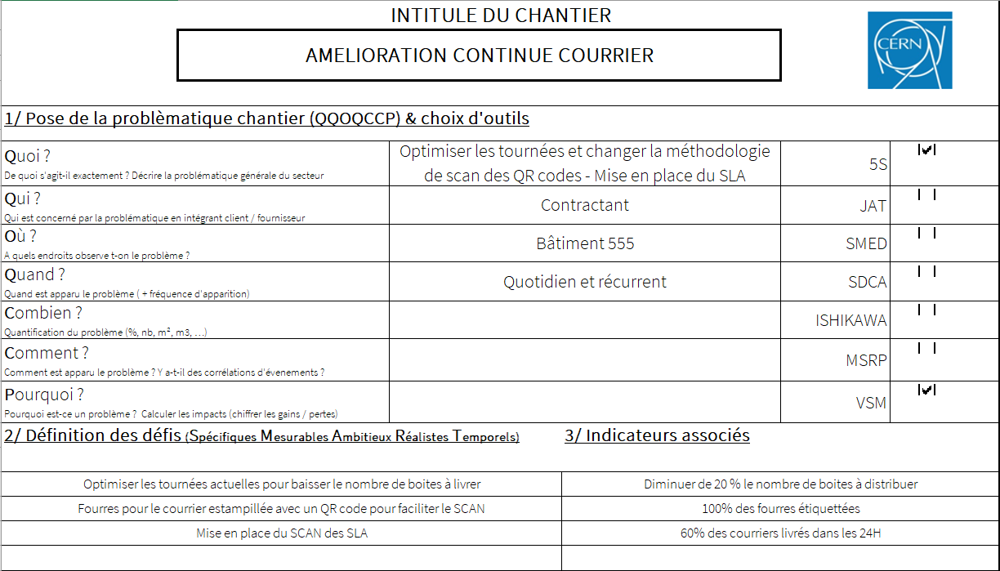 INTITULE DU CHANTIER
AMELIORATION CONTINUE COURRIER
CERN
1/ Pose de la problèmatique chantier (QQOQCCP) & choix d'outils
Quoi ?
De quoi s'agit-il exactement ? Décrire la problématique générale du secteur
Optimiser les tournées et changer la méthodologie
de scan des QR codes - Mise en place du SLA
5S
Qui ?
Qui est concerné par la problématique en intégrant client / fournisseur
Contractant
JAT
Où ?
A quels endroits observe t-on le problème ?
Bâtiment 555
SMED
Quand ?
Quand est apparu le problème ( + fréquence d'apparition)
Quotidien et récurrent
SDCA
Combien ?
Quantification du problème (%, nb, m², m3, …)
ISHIKAWA
Comment ?
Comment est apparu le problème ? Y a-t-il des corrélations d'évenements ?
MSRP
Pourquoi ?
Pourquoi est-ce un problème ?  Calculer les impacts (chiffrer les gains / pertes)
VSM
2/ Définition des défis (Spécifiques Mesurables Ambitieux Réalistes Temporels)
3/ Indicateurs associés
Optimiser les tournées actuelles pour baisser le nombre de boites à livrer
Diminuer de 20 % le nombre de boites à distribuer
Fourres pour le courrier estampillée avec un QR code pour faciliter le SCAN
100% des fourres étiquettées
Mise en place du SCAN des SLA
60% des courriers livrés dans les 24H